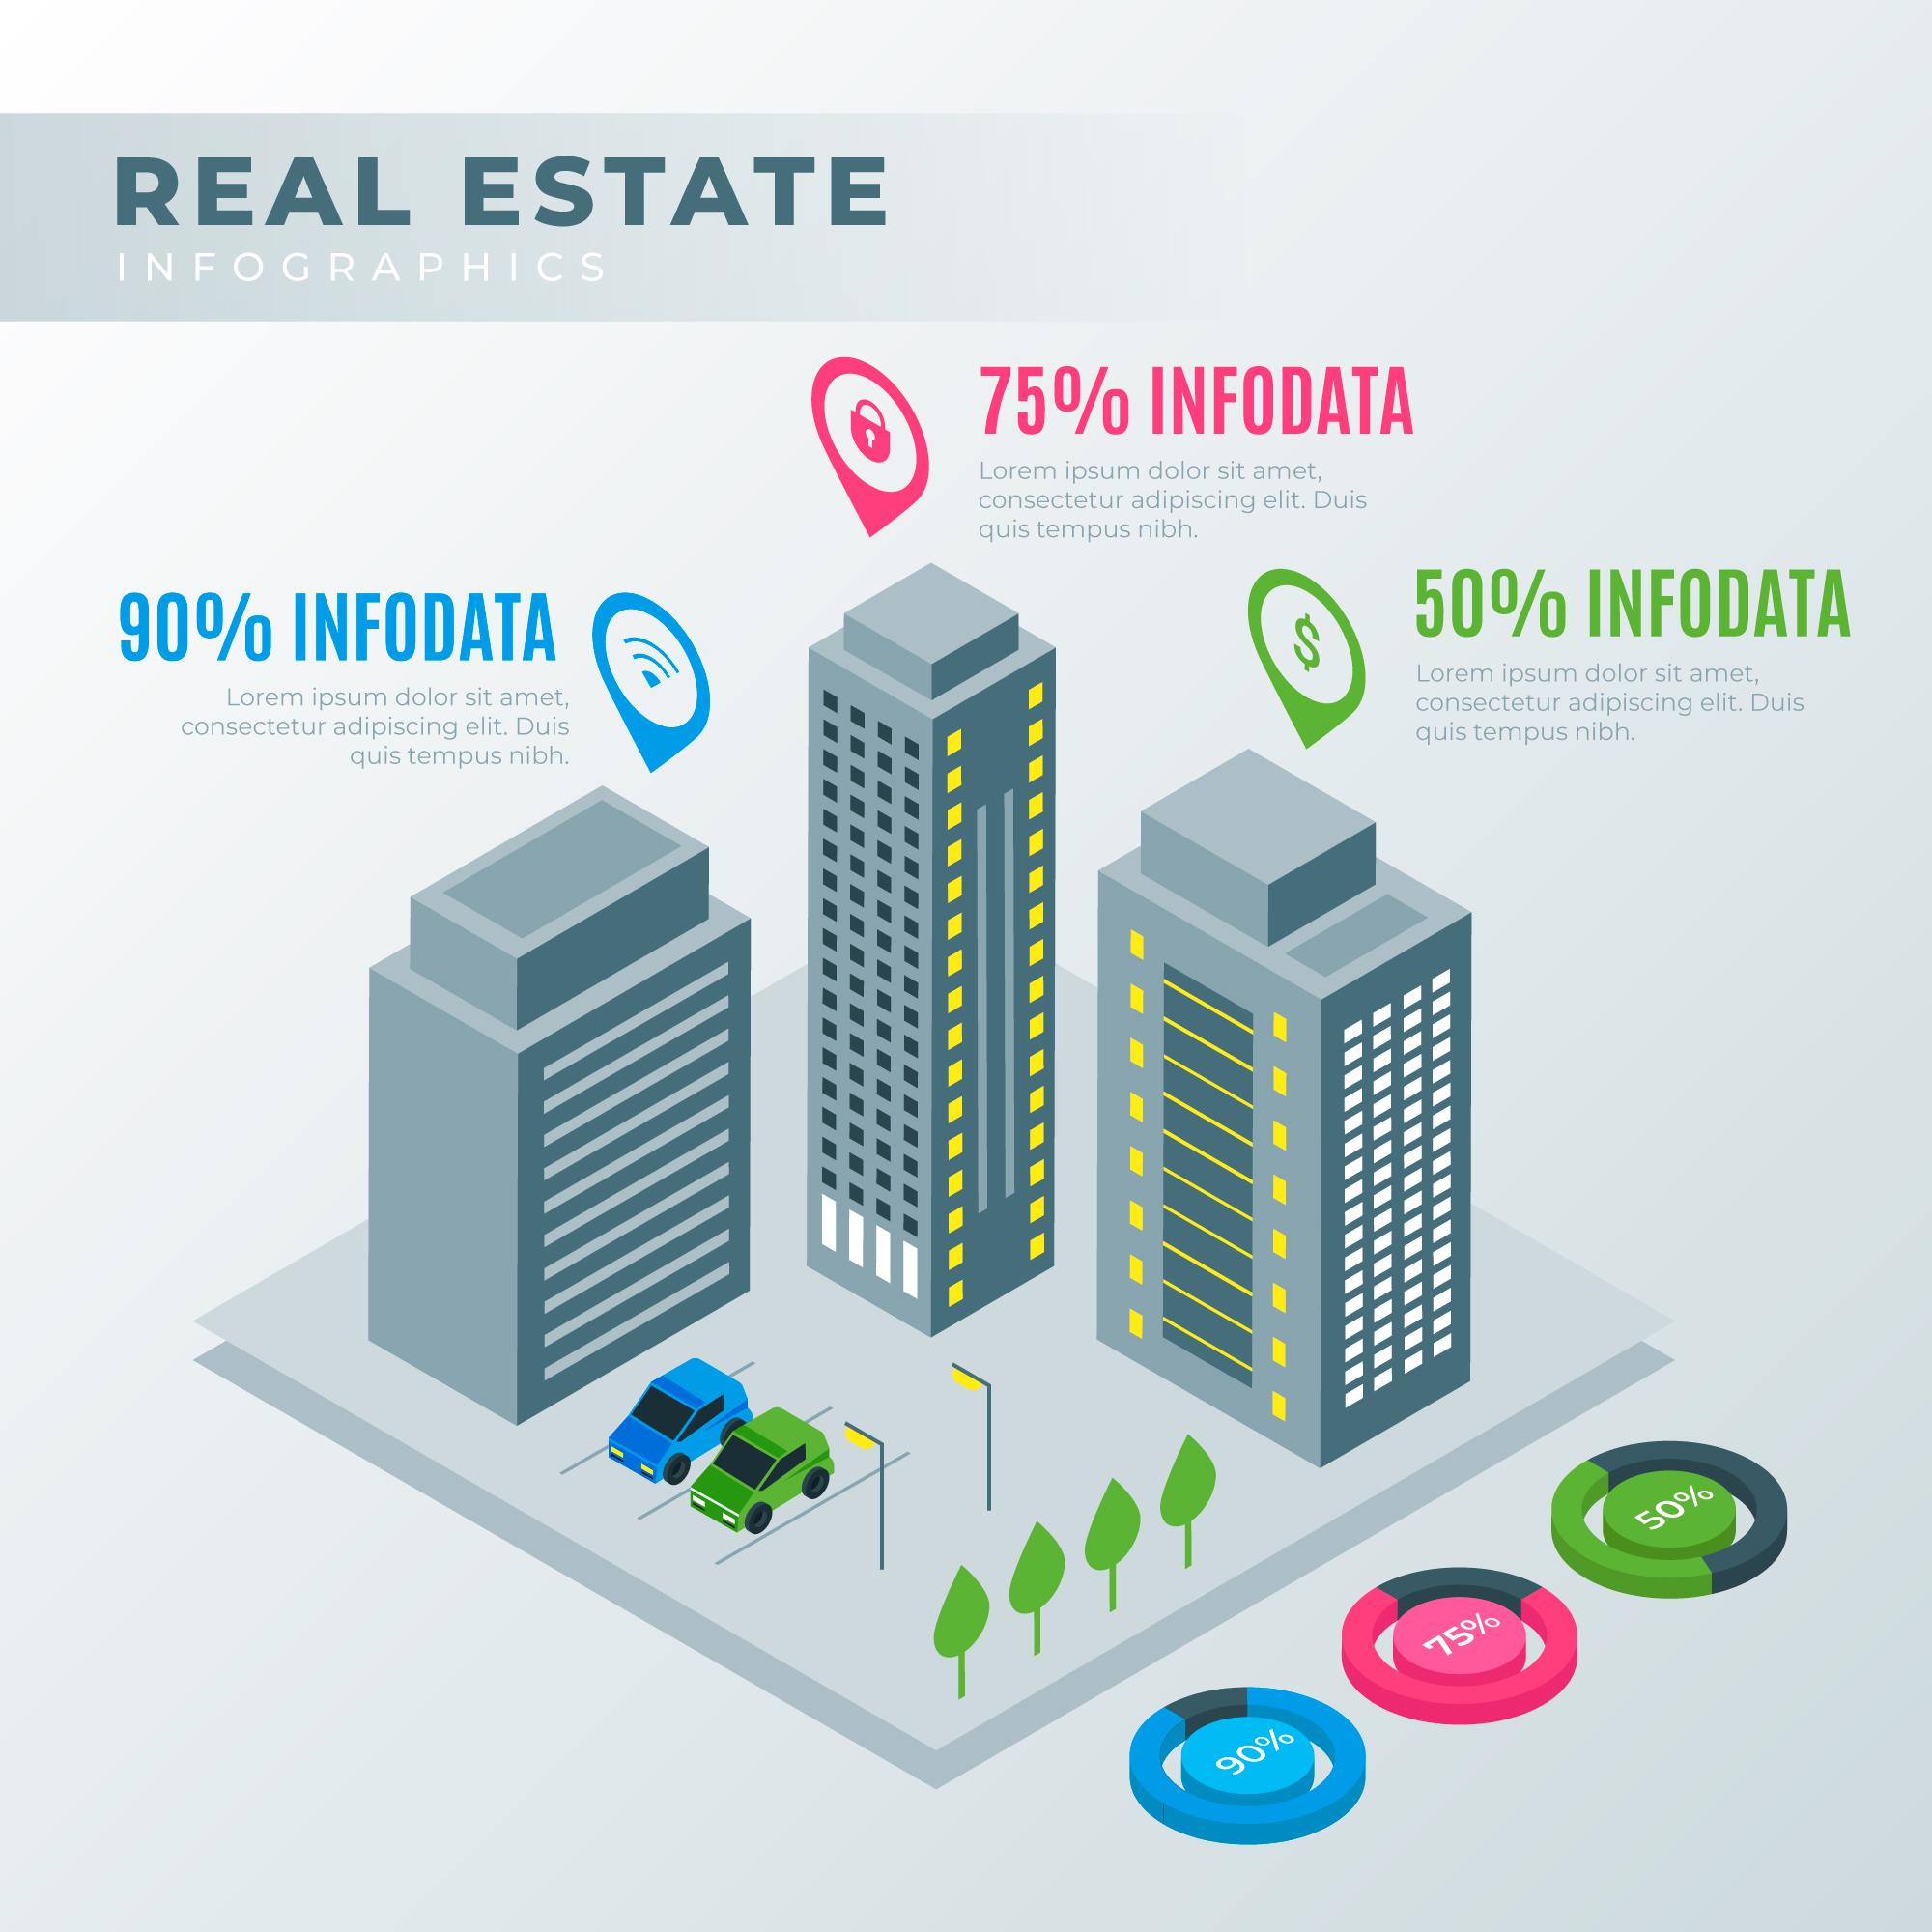 REAL ESTATE
INFOGRAPHICS
75% INFODATA
Lorem ipsum dolor sit amet,
consectetur adipiscing elit. Duis
quis tempus nibh.
90% INFODATA
Lorem ipsum dolor sit amet,
consectetur adipiscing elit. Duis
quis tempus nibh.
$
50% INFODATA
Lorem ipsum dolor sit amet,
consectetur adipiscing elit. Duis
quis tempus nibh.
50%
75%
90%